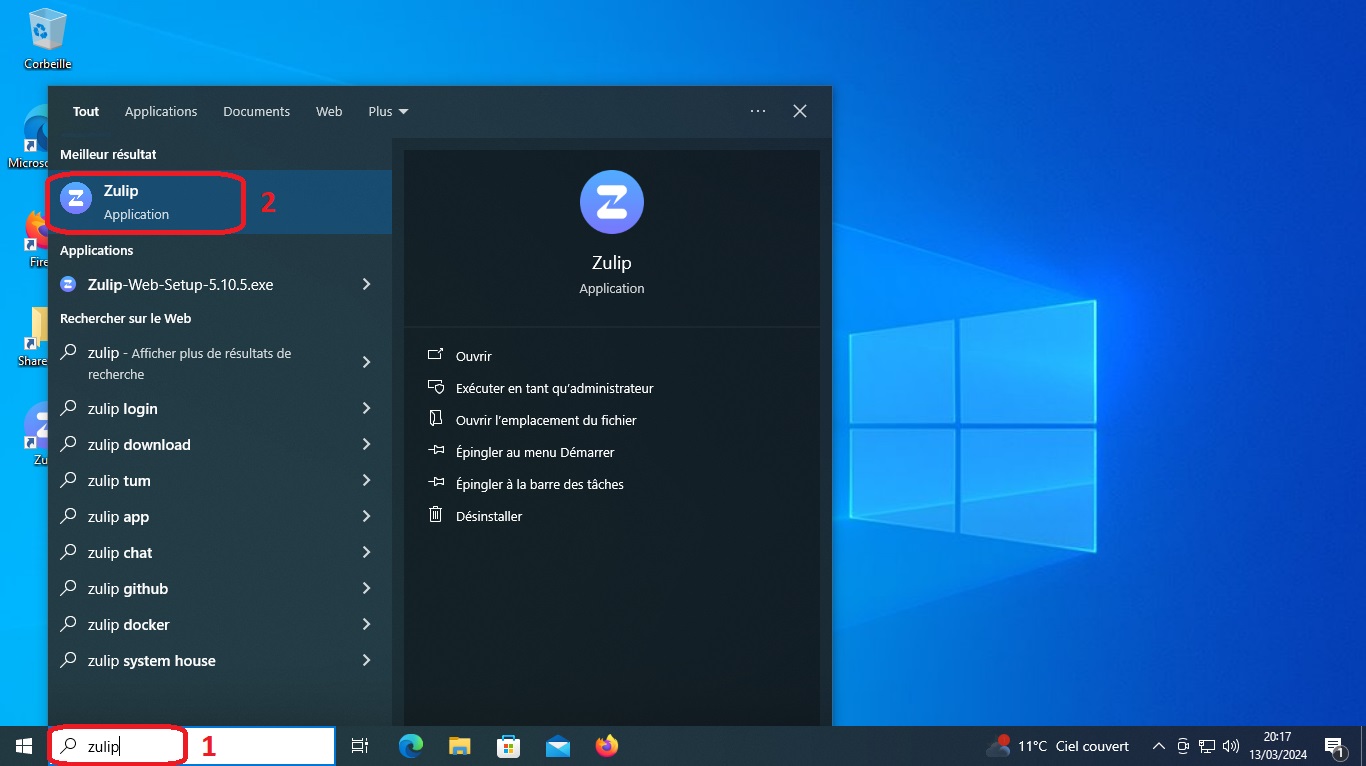 Corbeille
Microso
Fire
Share
Zu
Tout Applications Documents Web Plus
Meilleur résultat
Zulip
Application
2
Applications
Zulip-Web-Setup-5.10.5.exe
Rechercher sur le Web
zulip - Afficher plus de résultats de
recherche
zulip login
zulip download
zulip tum
zulip app
zulip chat
zulip github
zulip docker
zulip system house
Zulip
Application
Ouvrir
Exécuter en tant qu'administrateur
Ouvrir l'emplacement du fichier
Épingler au menu Démarrer
Épingler à la barre des tâches
Désinstaller
zulip
1
11°C Ciel couvert
20:17
13/03/2024
1